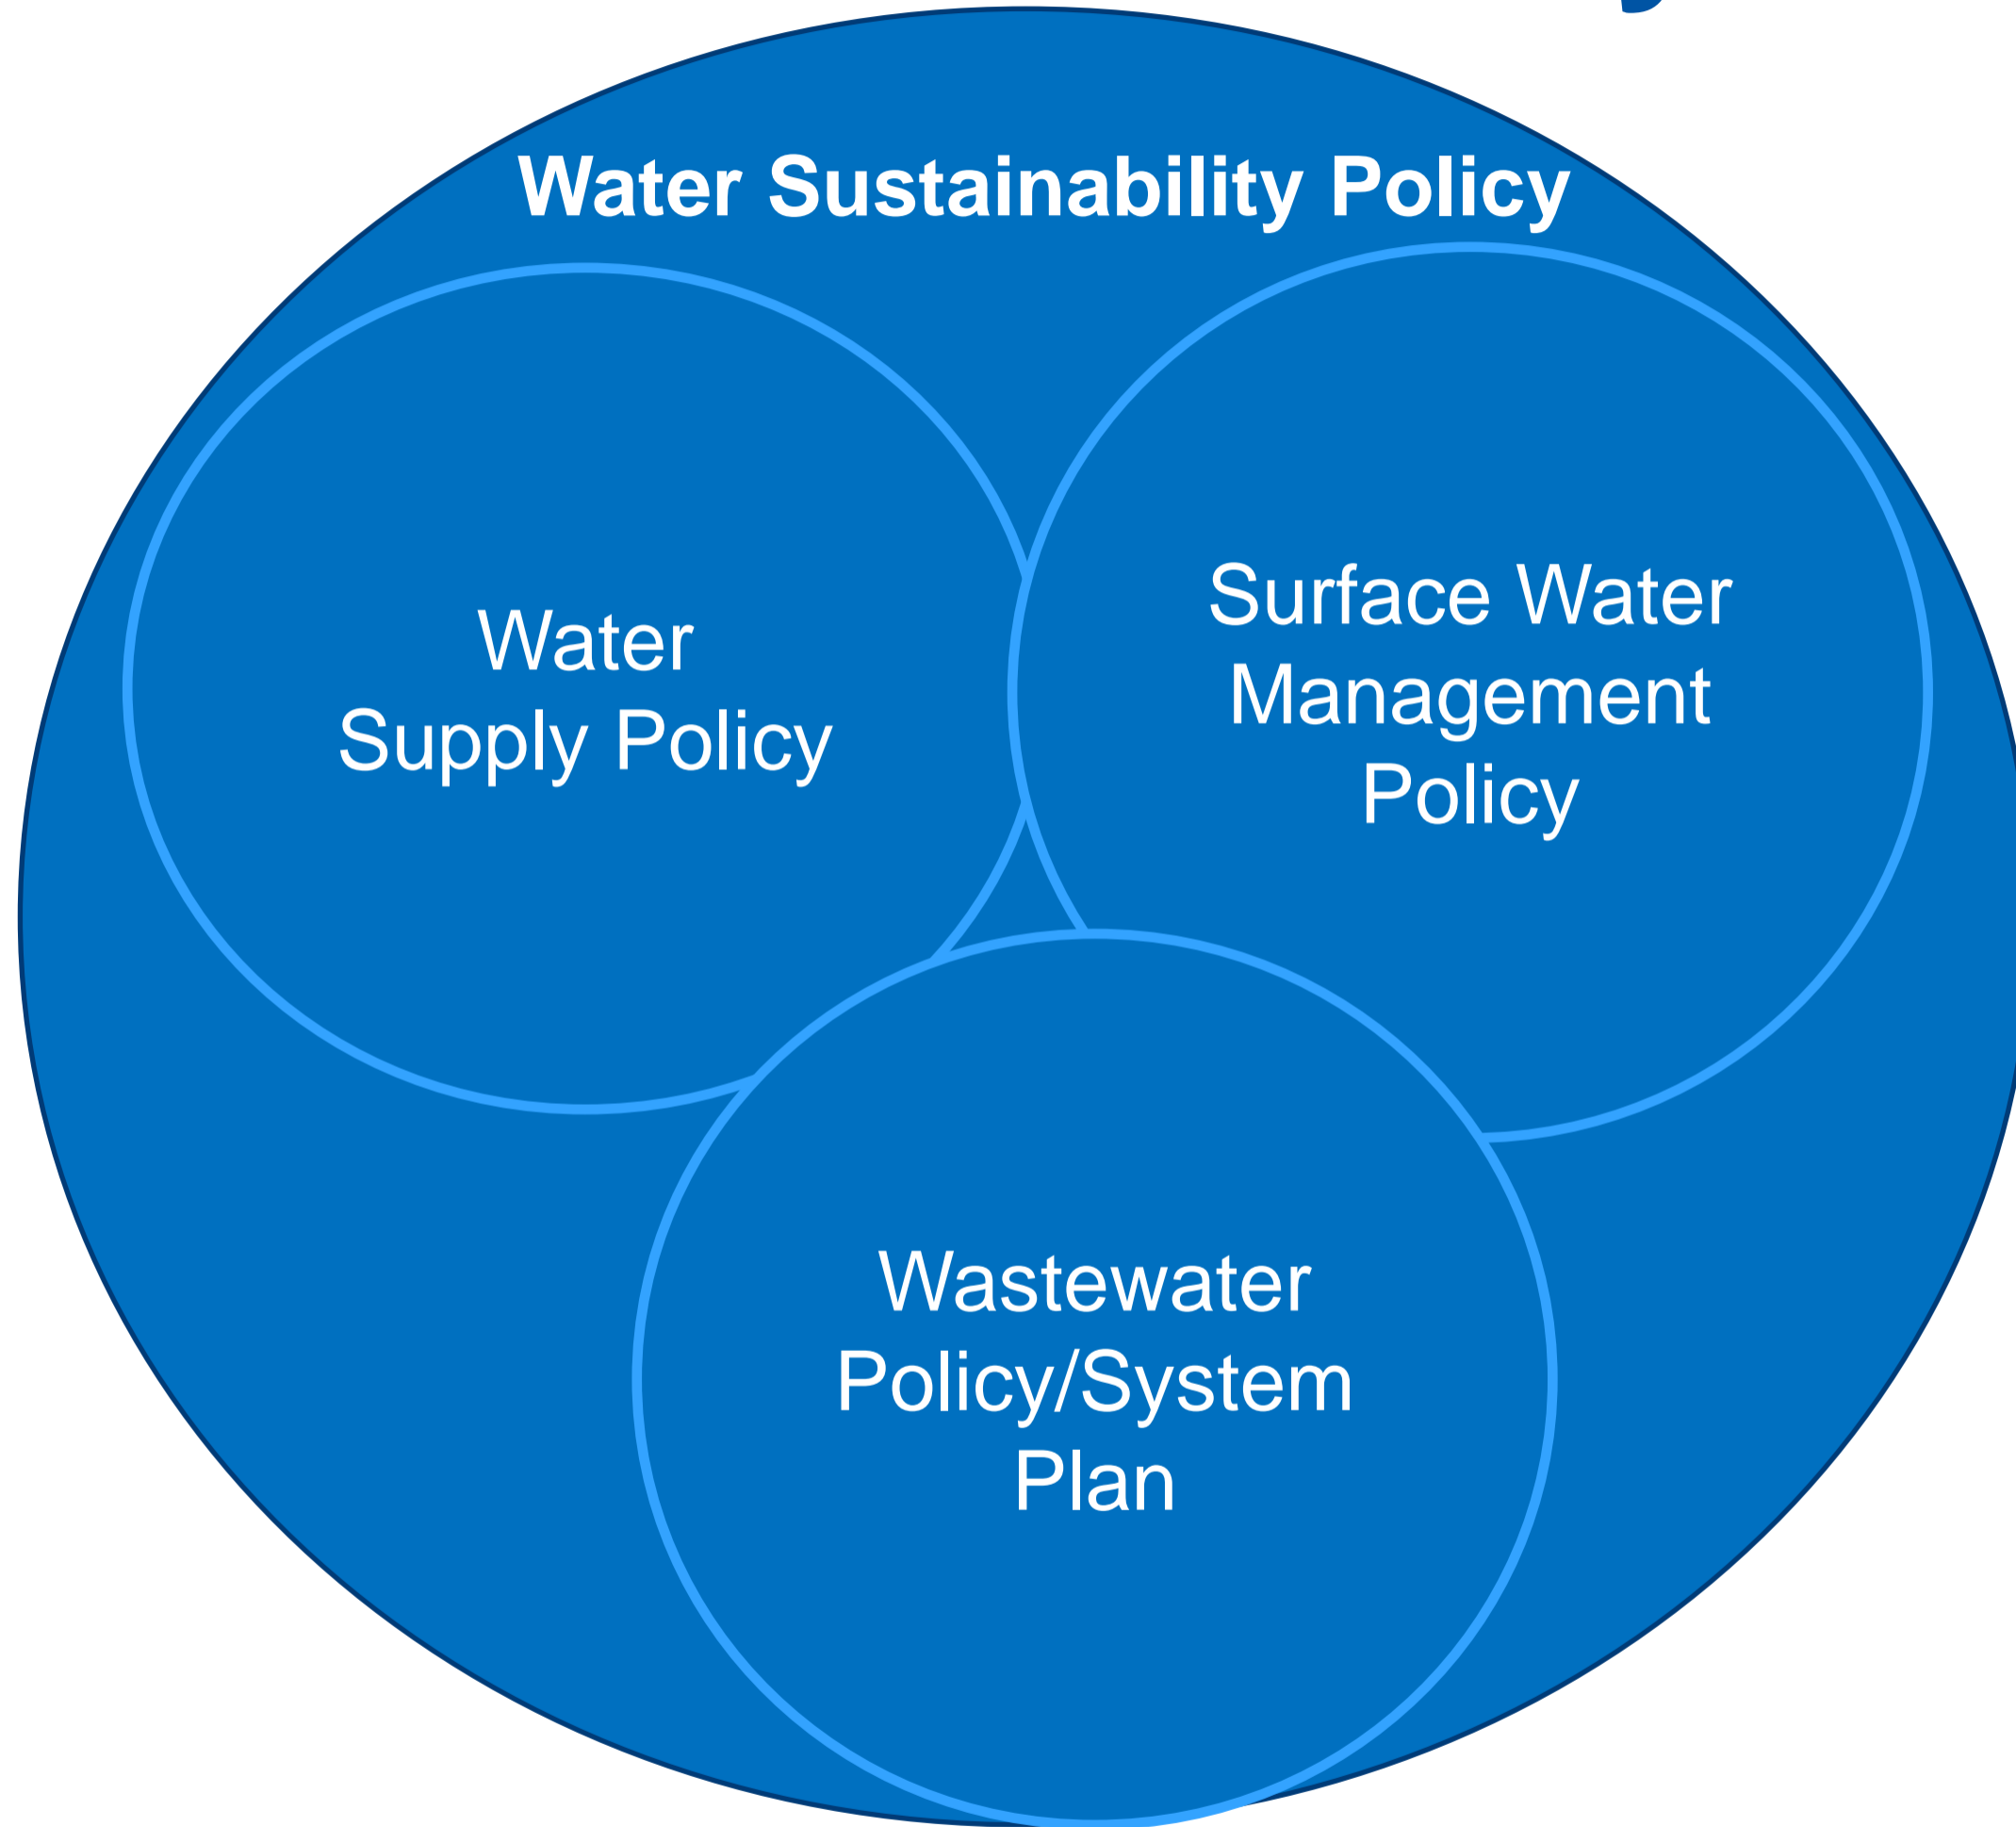 Water Sustainability Policy
Water
Supply Policy
Surface Water
Management
Policy
Wastewater
Policy/System
Plan